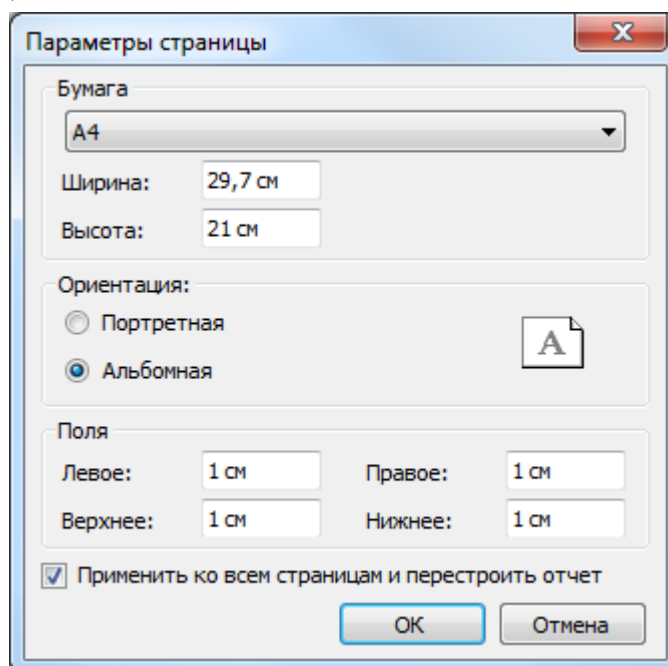 Параметры страницы
Бумага
A4
Ширина: 29,7 см
Высота: 21 см
Ориентация:
Портретная
A
Альбомная
Поля
Левое: 1 см Правое: 1 см
Верхнее: 1 см Нижнее: 1 см
Применить ко всем страницам и перестроить отчет
ОК Отмена